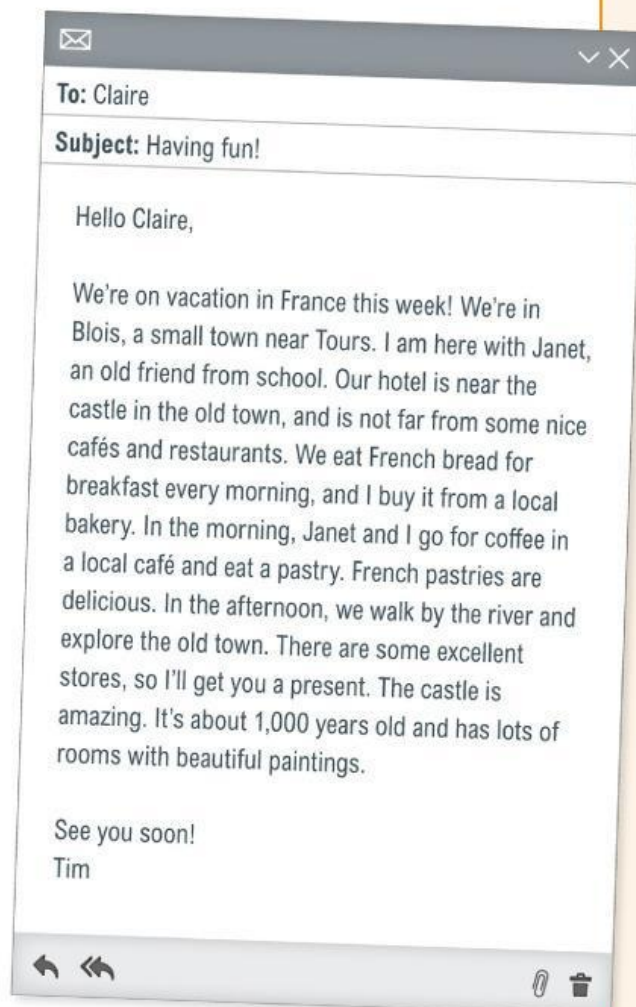 To: Claire
Subject: Having fun!
Hello Claire,
We're on vacation in France this week! We're in
Blois, a small town near Tours. I am here with Janet,
an old friend from school. Our hotel is near the
castle in the old town, and is not far from some nice
cafés and restaurants. We eat French bread for
breakfast every morning, and I buy it from a local
bakery. In the morning, Janet and I go for coffee in
a local café and eat a pastry. French pastries are
delicious. In the afternoon, we walk by the river and
explore the old town. There are some excellent
stores, so I'll get you a present. The castle is
amazing. It's about 1,000 years old and has lots of
rooms with beautiful paintings.
See you soon!
Tim